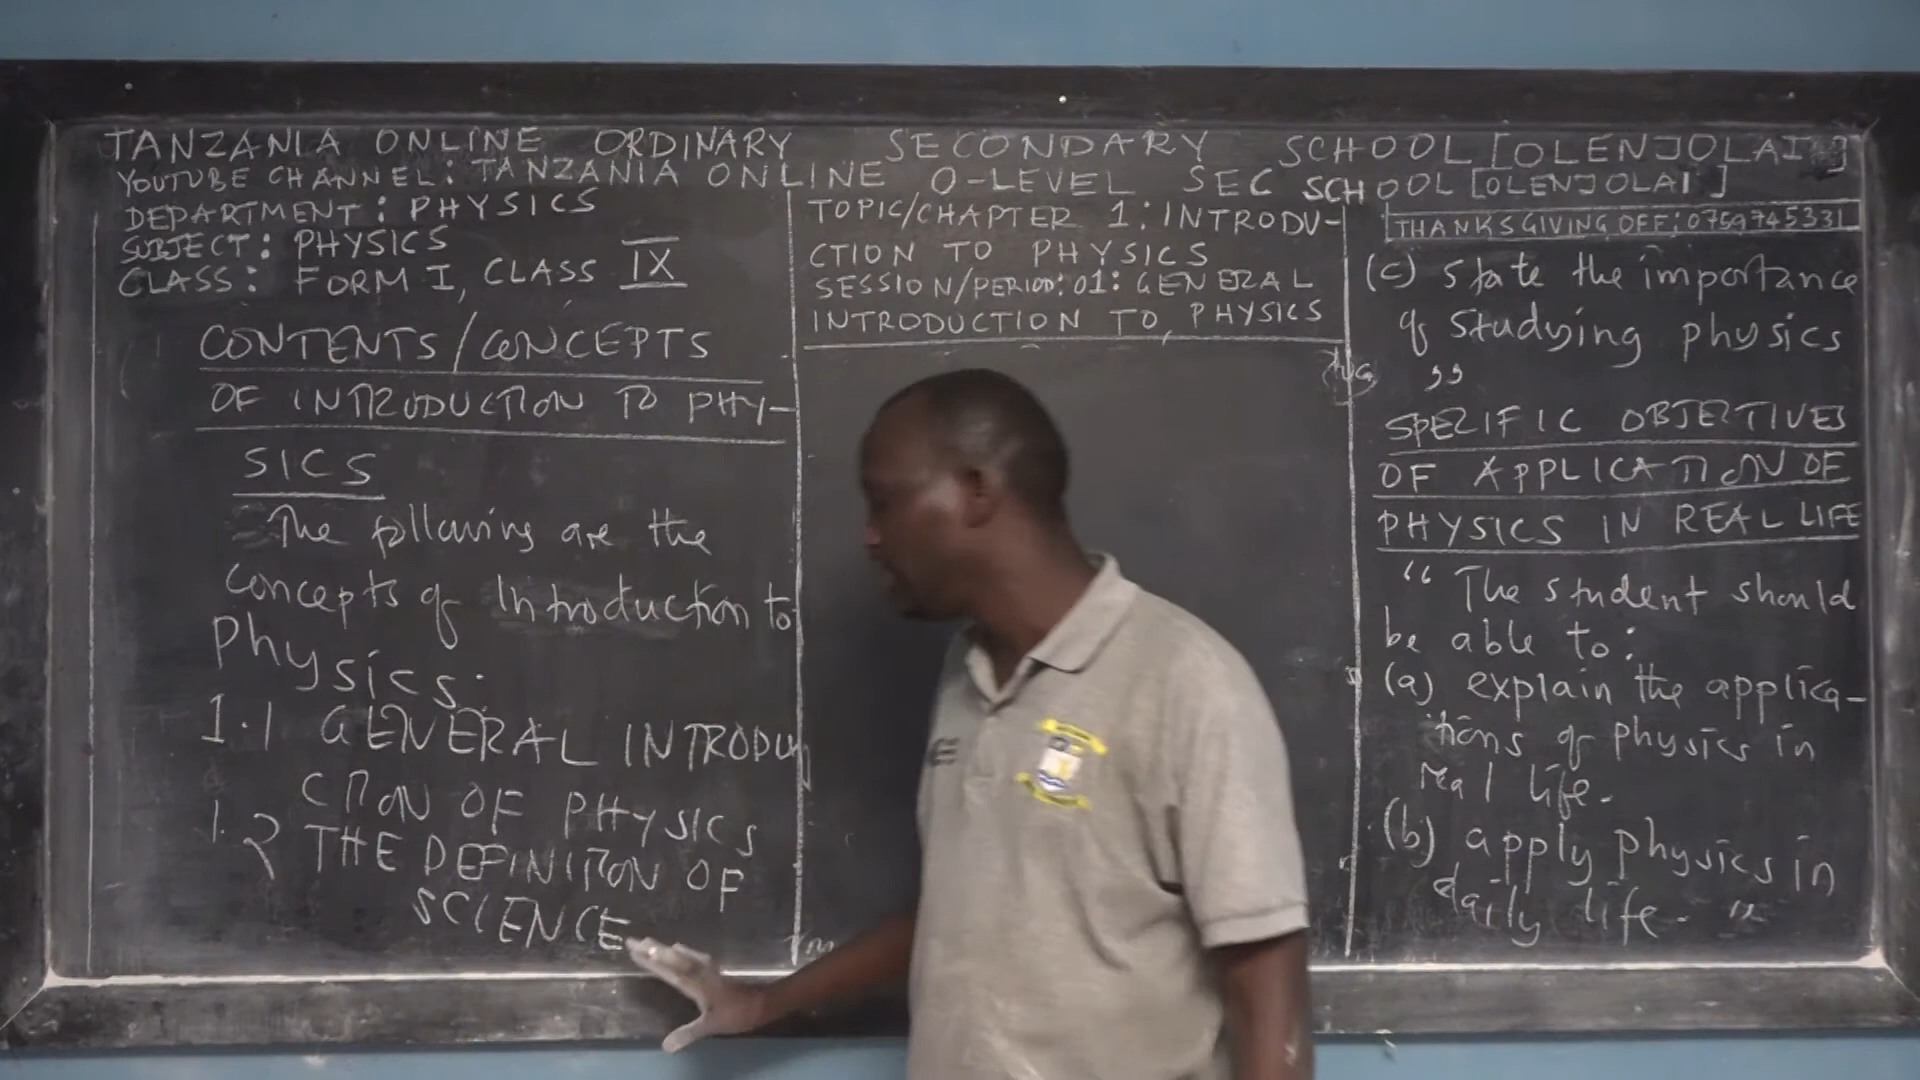 TANZANIA ONLINE ORDINARY SECONDARY SCHOOL [OLENJOLAI]
YOUTUBE CHANNEL: TANZANIA ONLINE O-LEVEL SEC SCHOOL [OLENJOLAI]
DEPARTMENT: PHYSICS
SUBJECT: PHYSICS
CLASS: FORM I, CLASS IX
CONTENTS/CONCEPTS
OF INTRODUCTION TO PHY-
SICS
The following are the
concepts of Introduction to
Physics:
1.1 GENERAL INTRODU
CTION OF PHYSICS
1.2 THE DEFINITION OF
SCIENCE
TOPIC/CHAPTER 1: INTRODU-
CTION TO PHYSICS
SESSION/PERIOD: 01: GENERAL
INTRODUCTION TO PHYSICS
THANKS GIVING OFF: 0759745331
(c) State the importance
of Studying physics
"
SPECIFIC OBJECTIVES
OF APPLICATION OF
PHYSICS IN REAL LIFE
"The student should
be able to:
(a) explain the applica-
tions of physics in
real life.
(b) apply physics in
daily life."